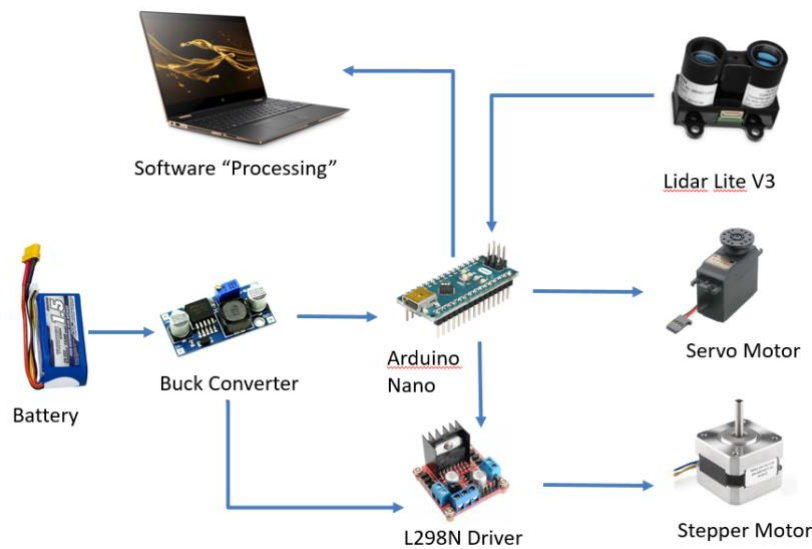 Software “Processing”
Lidar Lite V3
Arduino
Nano
Servo Motor
Buck Converter
Battery
L298N Driver
Stepper Motor